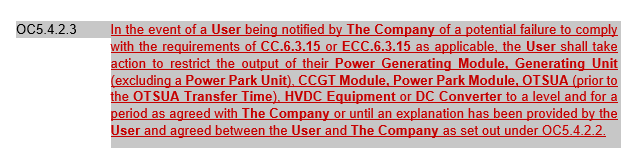 OC5.4.2.3 In the event of a User being notified by The Company of a potential failure to comply
with the requirements of CC.6.3.15 or ECC.6.3.15 as applicable, the User shall take
action to restrict the output of their Power Generating Module, Generating Unit
(excluding a Power Park Unit), CCGT Module, Power Park Module, OTSUA (prior to
the OTSUA Transfer Time), HVDC Equipment or DC Converter to a level and for a
period as agreed with The Company or until an explanation has been provided by the
User and agreed between the User and The Company as set out under OC5.4.2.2.